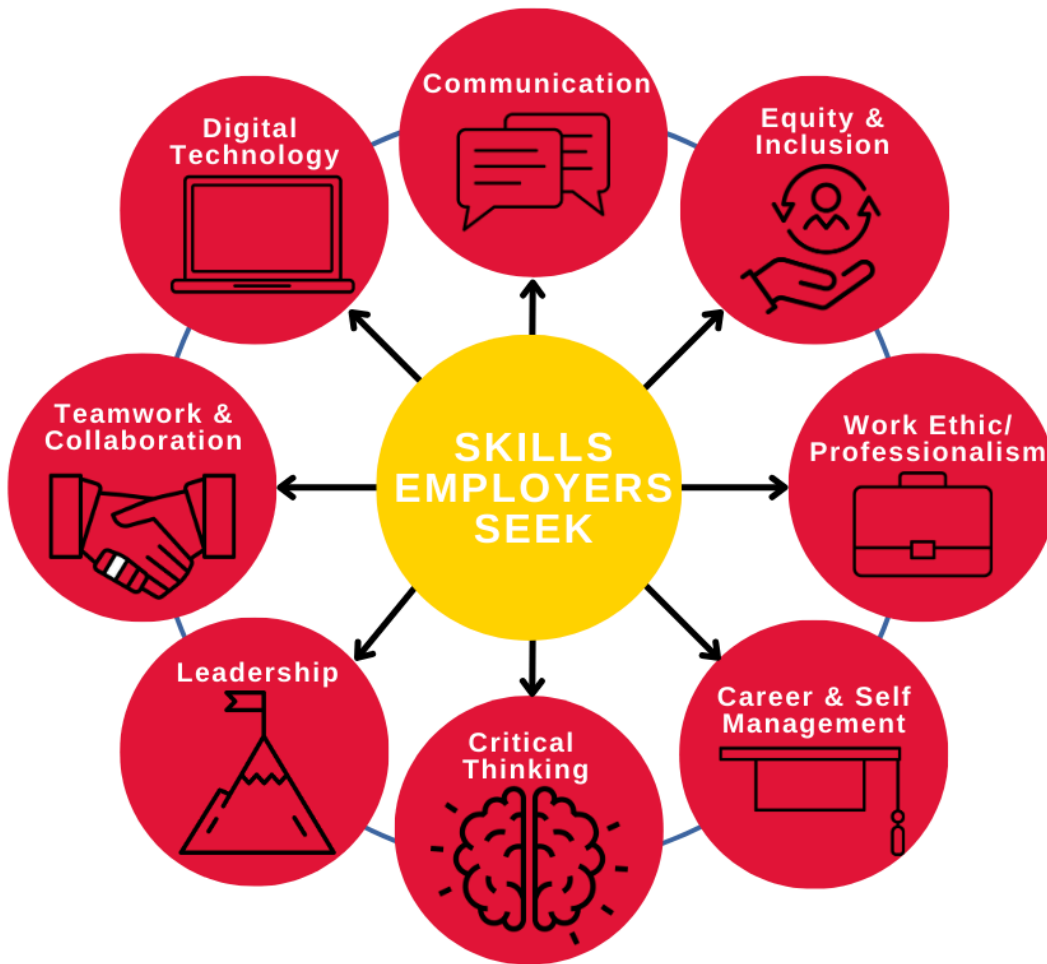 Communication
Equity &
Inclusion
Work Ethic/
Professionalism
Career & Self
Management
Critical
Thinking
Leadership
Teamwork &
Collaboration
Digital
Technology
SKILLS
EMPLOYERS
SEEK